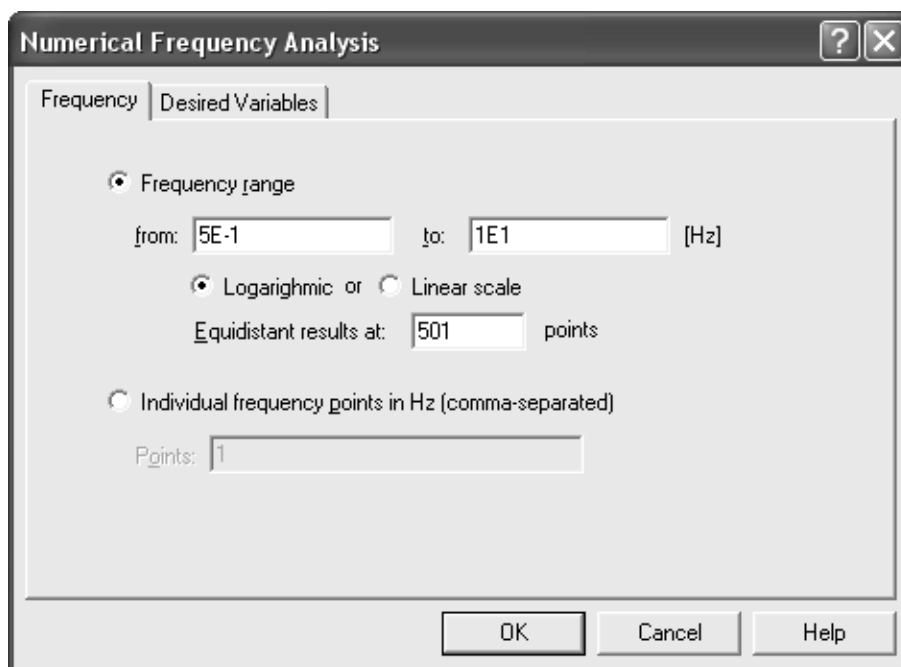 Numerical Frequency Analysis
Frequency Desired Variables
Frequency range
from: 5E-1 to: 1E1 [Hz]
Logarighmic or Linear scale
Equidistant results at: 501 points
Individual frequency points in Hz (comma-separated)
Points: 1
OK Cancel Help